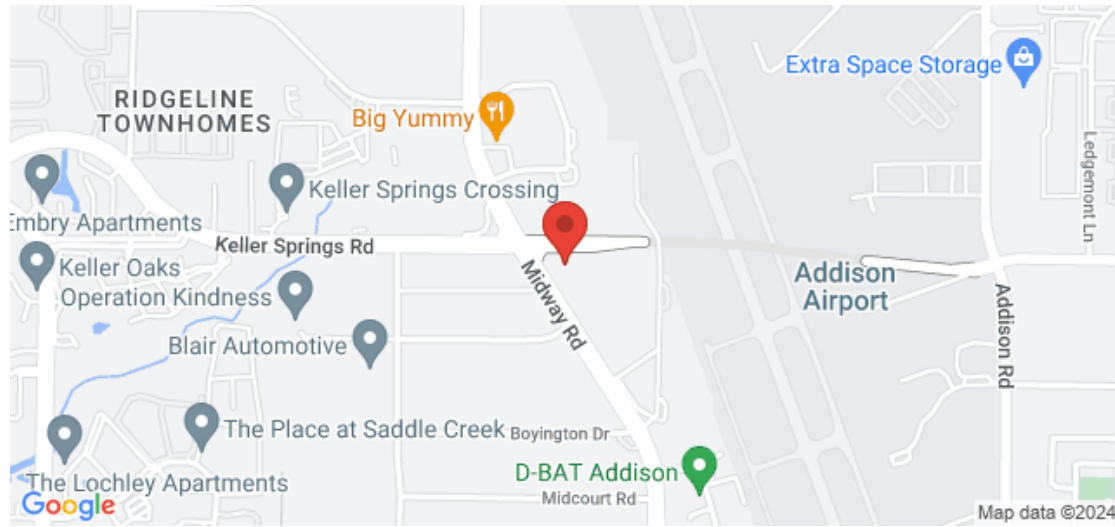 Extra Space Storage
RIDGELINE
TOWNHOMES
Big Yummy
Ledgemont Ln
Keller Springs Crossing
Embry Apartments
Keller Springs Rd
Keller Oaks
Operation Kindness
Midway Rd
Addison
Airport
Addison Rd
Blair Automotive
The Place at Saddle Creek
Boyington Dr
D-BAT Addison
The Lochley Apartments
Midcourt Rd
Google
Map data ©2024